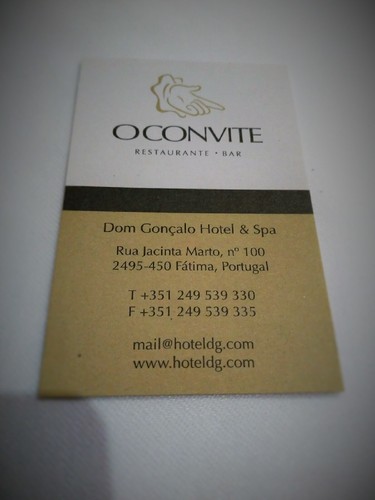 O CONVITE
RESTAURANTE • BAR
Dom Gonçalo Hotel & Spa
Rua Jacinta Marto, nº 100
2495-450 Fátima, Portugal
T +351 249 539 330
F +351 249 539 335
mail@hoteldg.com
www.hoteldg.com